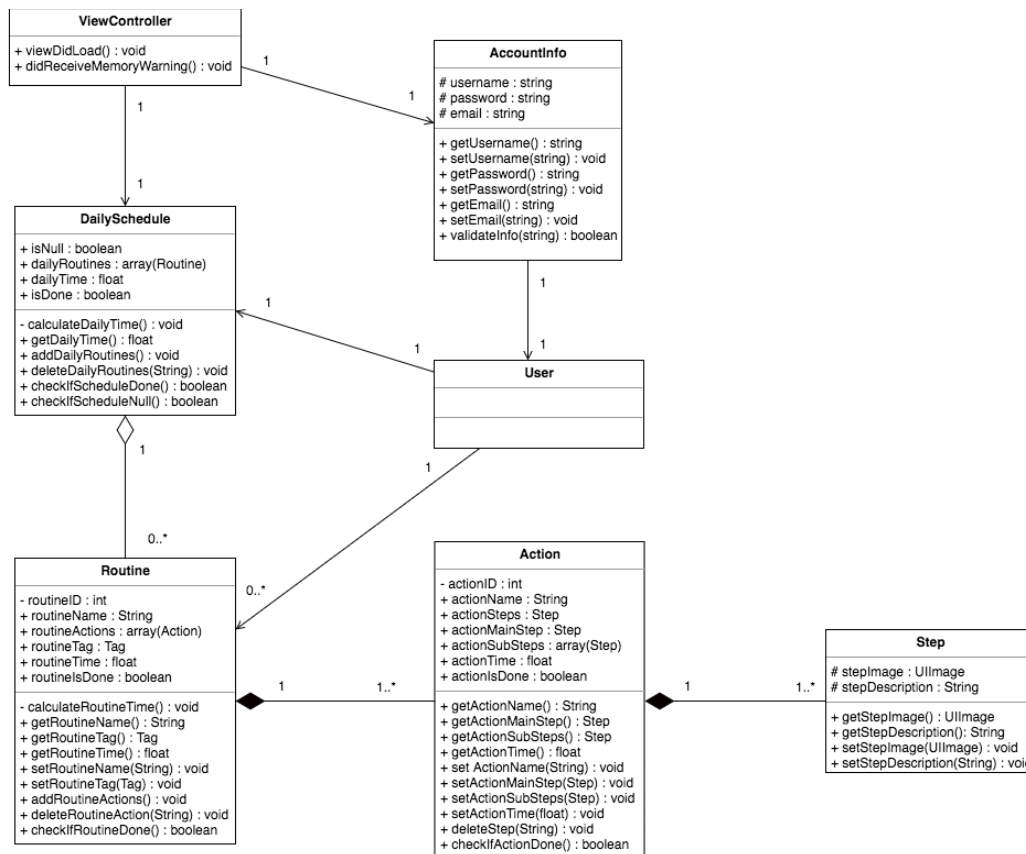 ViewController
+ viewDidLoad() : void
+ didReceiveMemoryWarning() : void
1
1
1
1
AccountInfo
# username : string
# password : string
# email : string
+ getUsername() : string
+ setUsername(string) : void
+ getPassword() : string
+ setPassword(string) : void
+ getEmail() : string
+ setEmail(string) : void
+ validateInfo(string) : boolean
1
1
DailySchedule
+ isNull : boolean
+ dailyRoutines : array(Routine)
+ dailyTime : float
+ isDone : boolean
- calculateDailyTime() : void
+ getDailyTime() : float
+ addDailyRoutines() : void
+ deleteDailyRoutines(String) : void
+ checkIfScheduleDone() : boolean
+ checkIfScheduleNull() : boolean
1
1
User
1
0..*
1
0..*
Routine
- routineID : int
+ routineName : String
+ routineActions : array(Action)
+ routineTag : Tag
+ routineTime : float
+ routineIsDone : boolean
- calculateRoutineTime() : void
+ getRoutineName() : String
+ getRoutineTag() : Tag
+ getRoutineTime() : float
+ setRoutineName(String) : void
+ setRoutineTag(Tag) : void
+ addRoutineActions() : void
+ deleteRoutineAction(String) : void
+ checkIfRoutineDone() : boolean
1
1..*
Action
- actionID : int
+ actionName : String
+ actionSteps : Step
+ actionMainStep : Step
+ actionSubSteps : array(Step)
+ actionTime : float
+ actionIsDone : boolean
+ getActionName() : String
+ getActionMainStep() : Step
+ getActionSubSteps() : Step
+ getActionTime() : float
+ set ActionName(String) : void
+ setActionMainStep(Step) : void
+ setActionSubSteps(Step) : void
+ setActionTime(float) : void
+ deleteStep(String) : void
+ checkIfActionDone() : boolean
1
1..*
Step
# stepImage : UIImage
# stepDescription : String
+ getStepImage() : UIImage
+ getStepDescription(): String
+ setStepImage(UIImage) : void
+ setStepDescription(String) : void